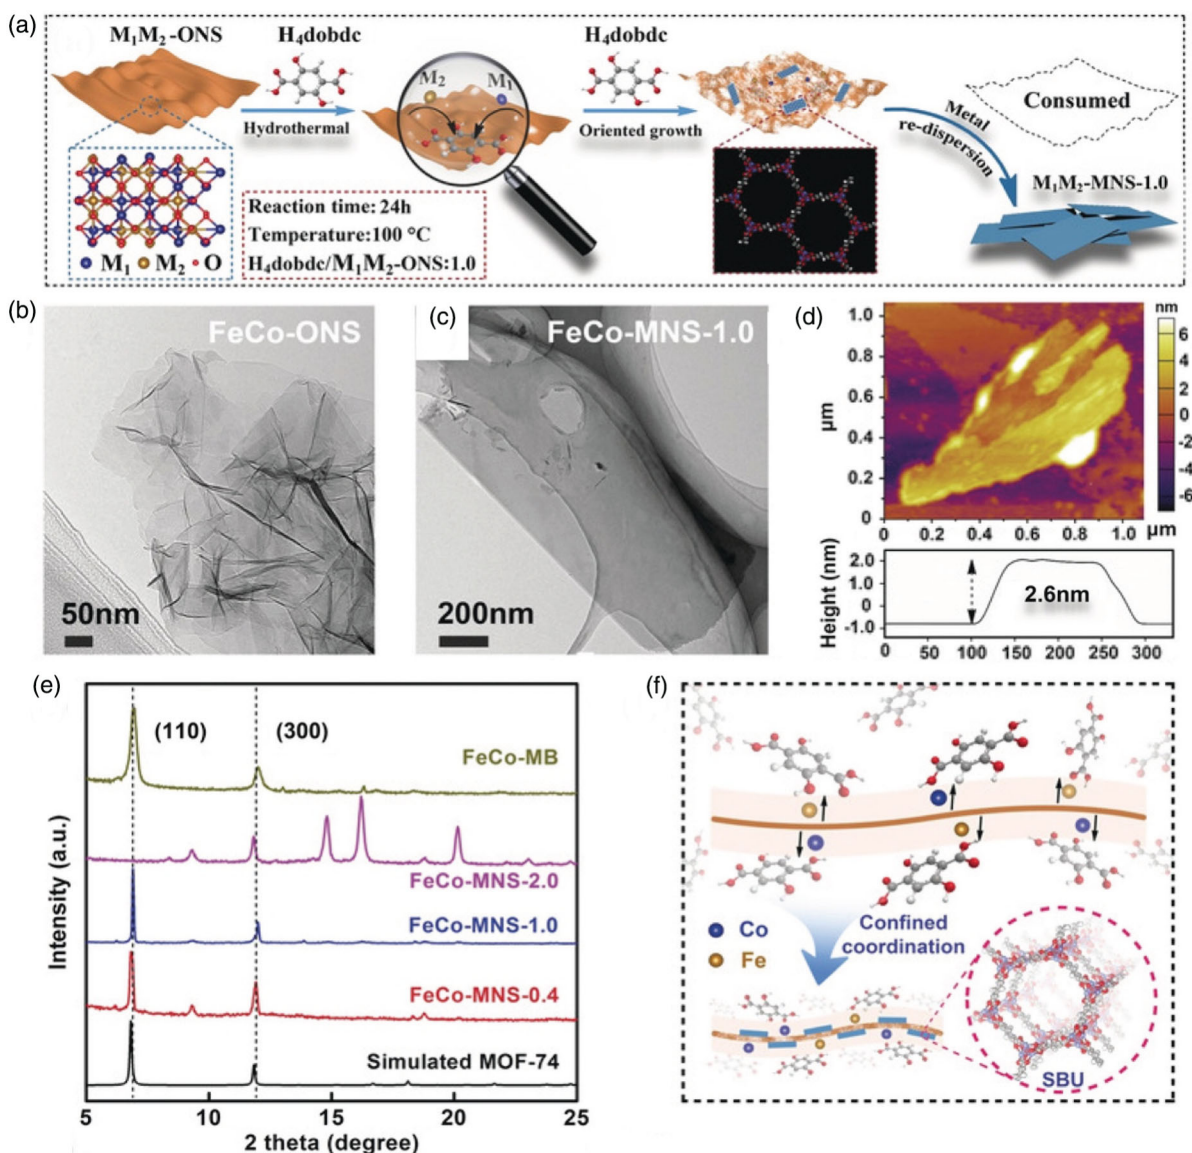 (a)
M₁M₂-ONS
H₄dobdc
Hydrothermal
M₂
M₁
H₄dobdc
Oriented growth
Metal
re-dispersion
Consumed
M₁M₂-MNS-1.0
M₁ M₂ O
Reaction time: 24h
Temperature:100 °C
H₄dobdc/M₁M₂-ONS:1.0
(b)
FeCo-ONS
50nm
(c)
FeCo-MNS-1.0
200nm
(d)
nm
6
4
2
0
-2
-4
-6
µm
1.0
0.8
0.6
0.4
0.2
0
0.2 0.4 0.6 0.8 1.0 µm
Height (nm)
2.0
1.0
0
-1.0
2.6nm
0 50 100 150 200 250 300
(e)
Intensity (a.u.)
(110) (300)
FeCo-MB
FeCo-MNS-2.0
FeCo-MNS-1.0
FeCo-MNS-0.4
Simulated MOF-74
5 10 15 20 25
2 theta (degree)
(f)
Co
Fe
Confined
coordination
SBU